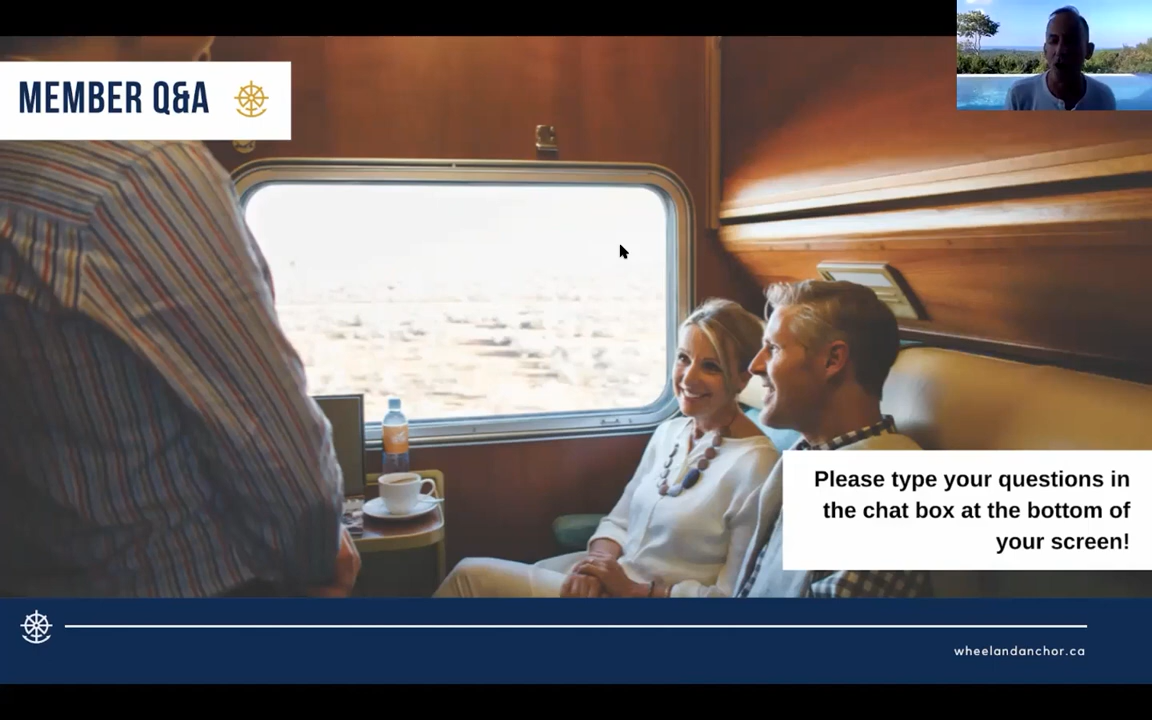 MEMBER Q&A
Please type your questions in
the chat box at the bottom of
your screen!
wheelandanchor.ca